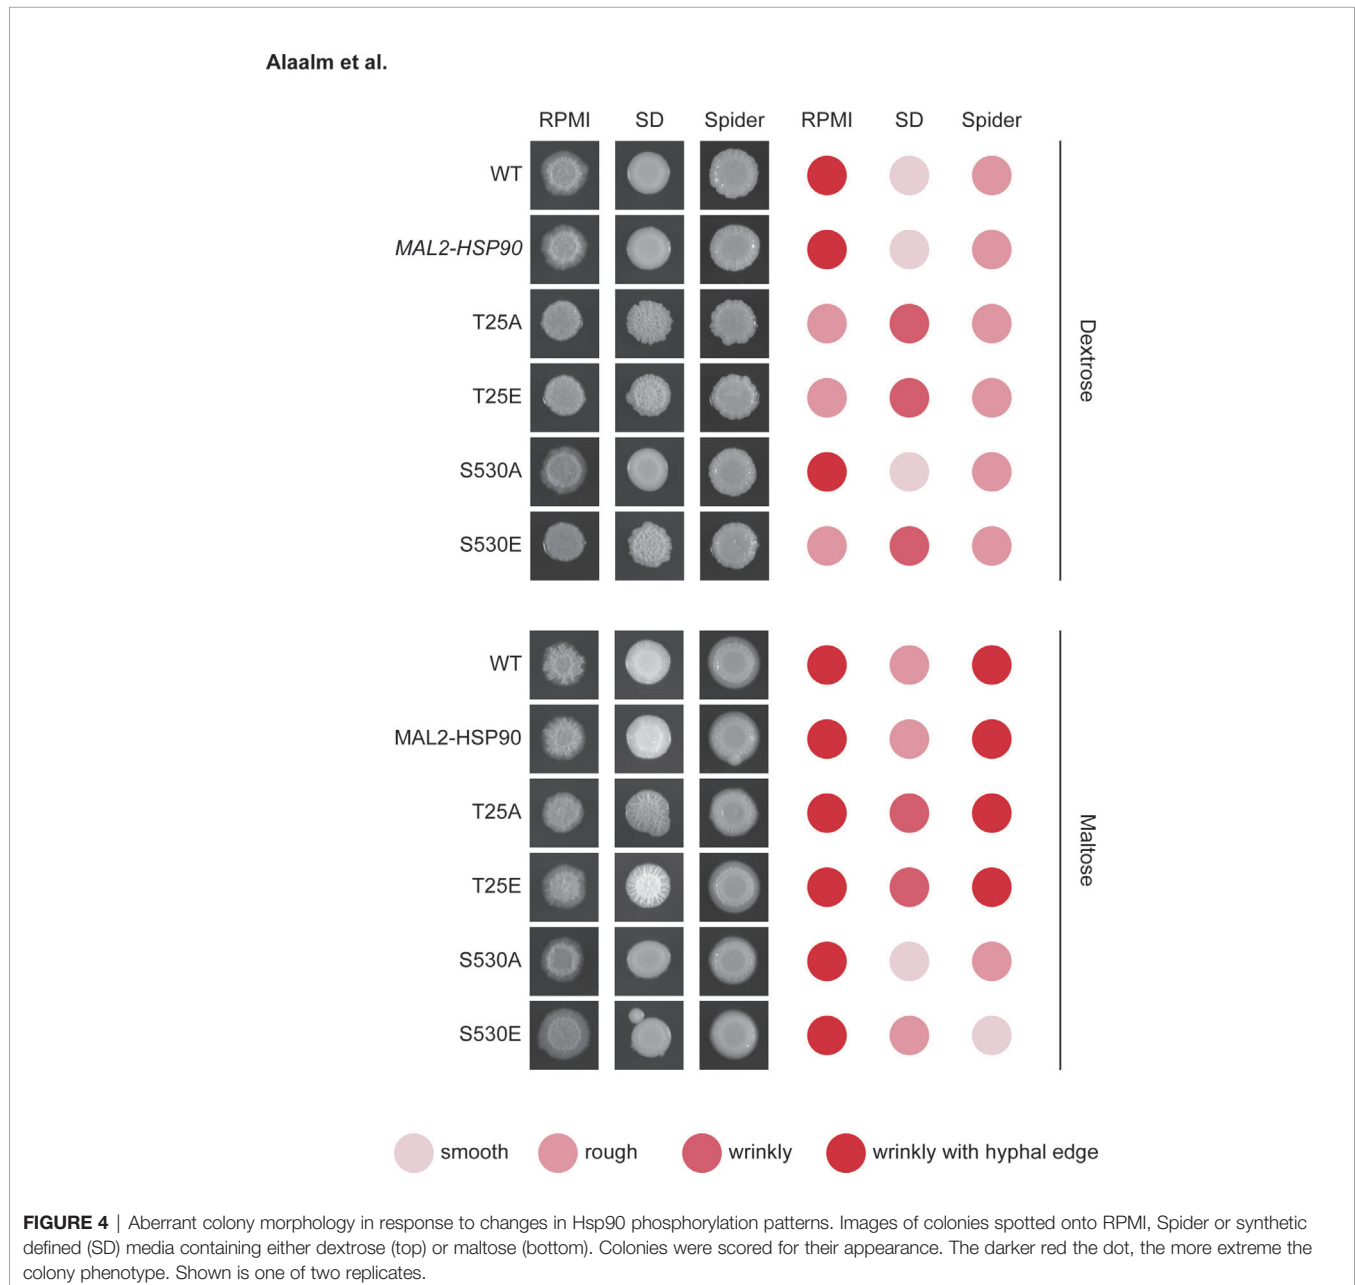 Alaalm et al.
RPMI SD Spider RPMI SD Spider
WT
MAL2-HSP90
T25A
T25E
S530A
S530E
Dextrose
WT
MAL2-HSP90
T25A
T25E
S530A
S530E
Maltose
smooth rough wrinkly wrinkly with hyphal edge
FIGURE 4 | Aberrant colony morphology in response to changes in Hsp90 phosphorylation patterns. Images of colonies spotted onto RPMI, Spider or synthetic
defined (SD) media containing either dextrose (top) or maltose (bottom). Colonies were scored for their appearance. The darker red the dot, the more extreme the
colony phenotype. Shown is one of two replicates.